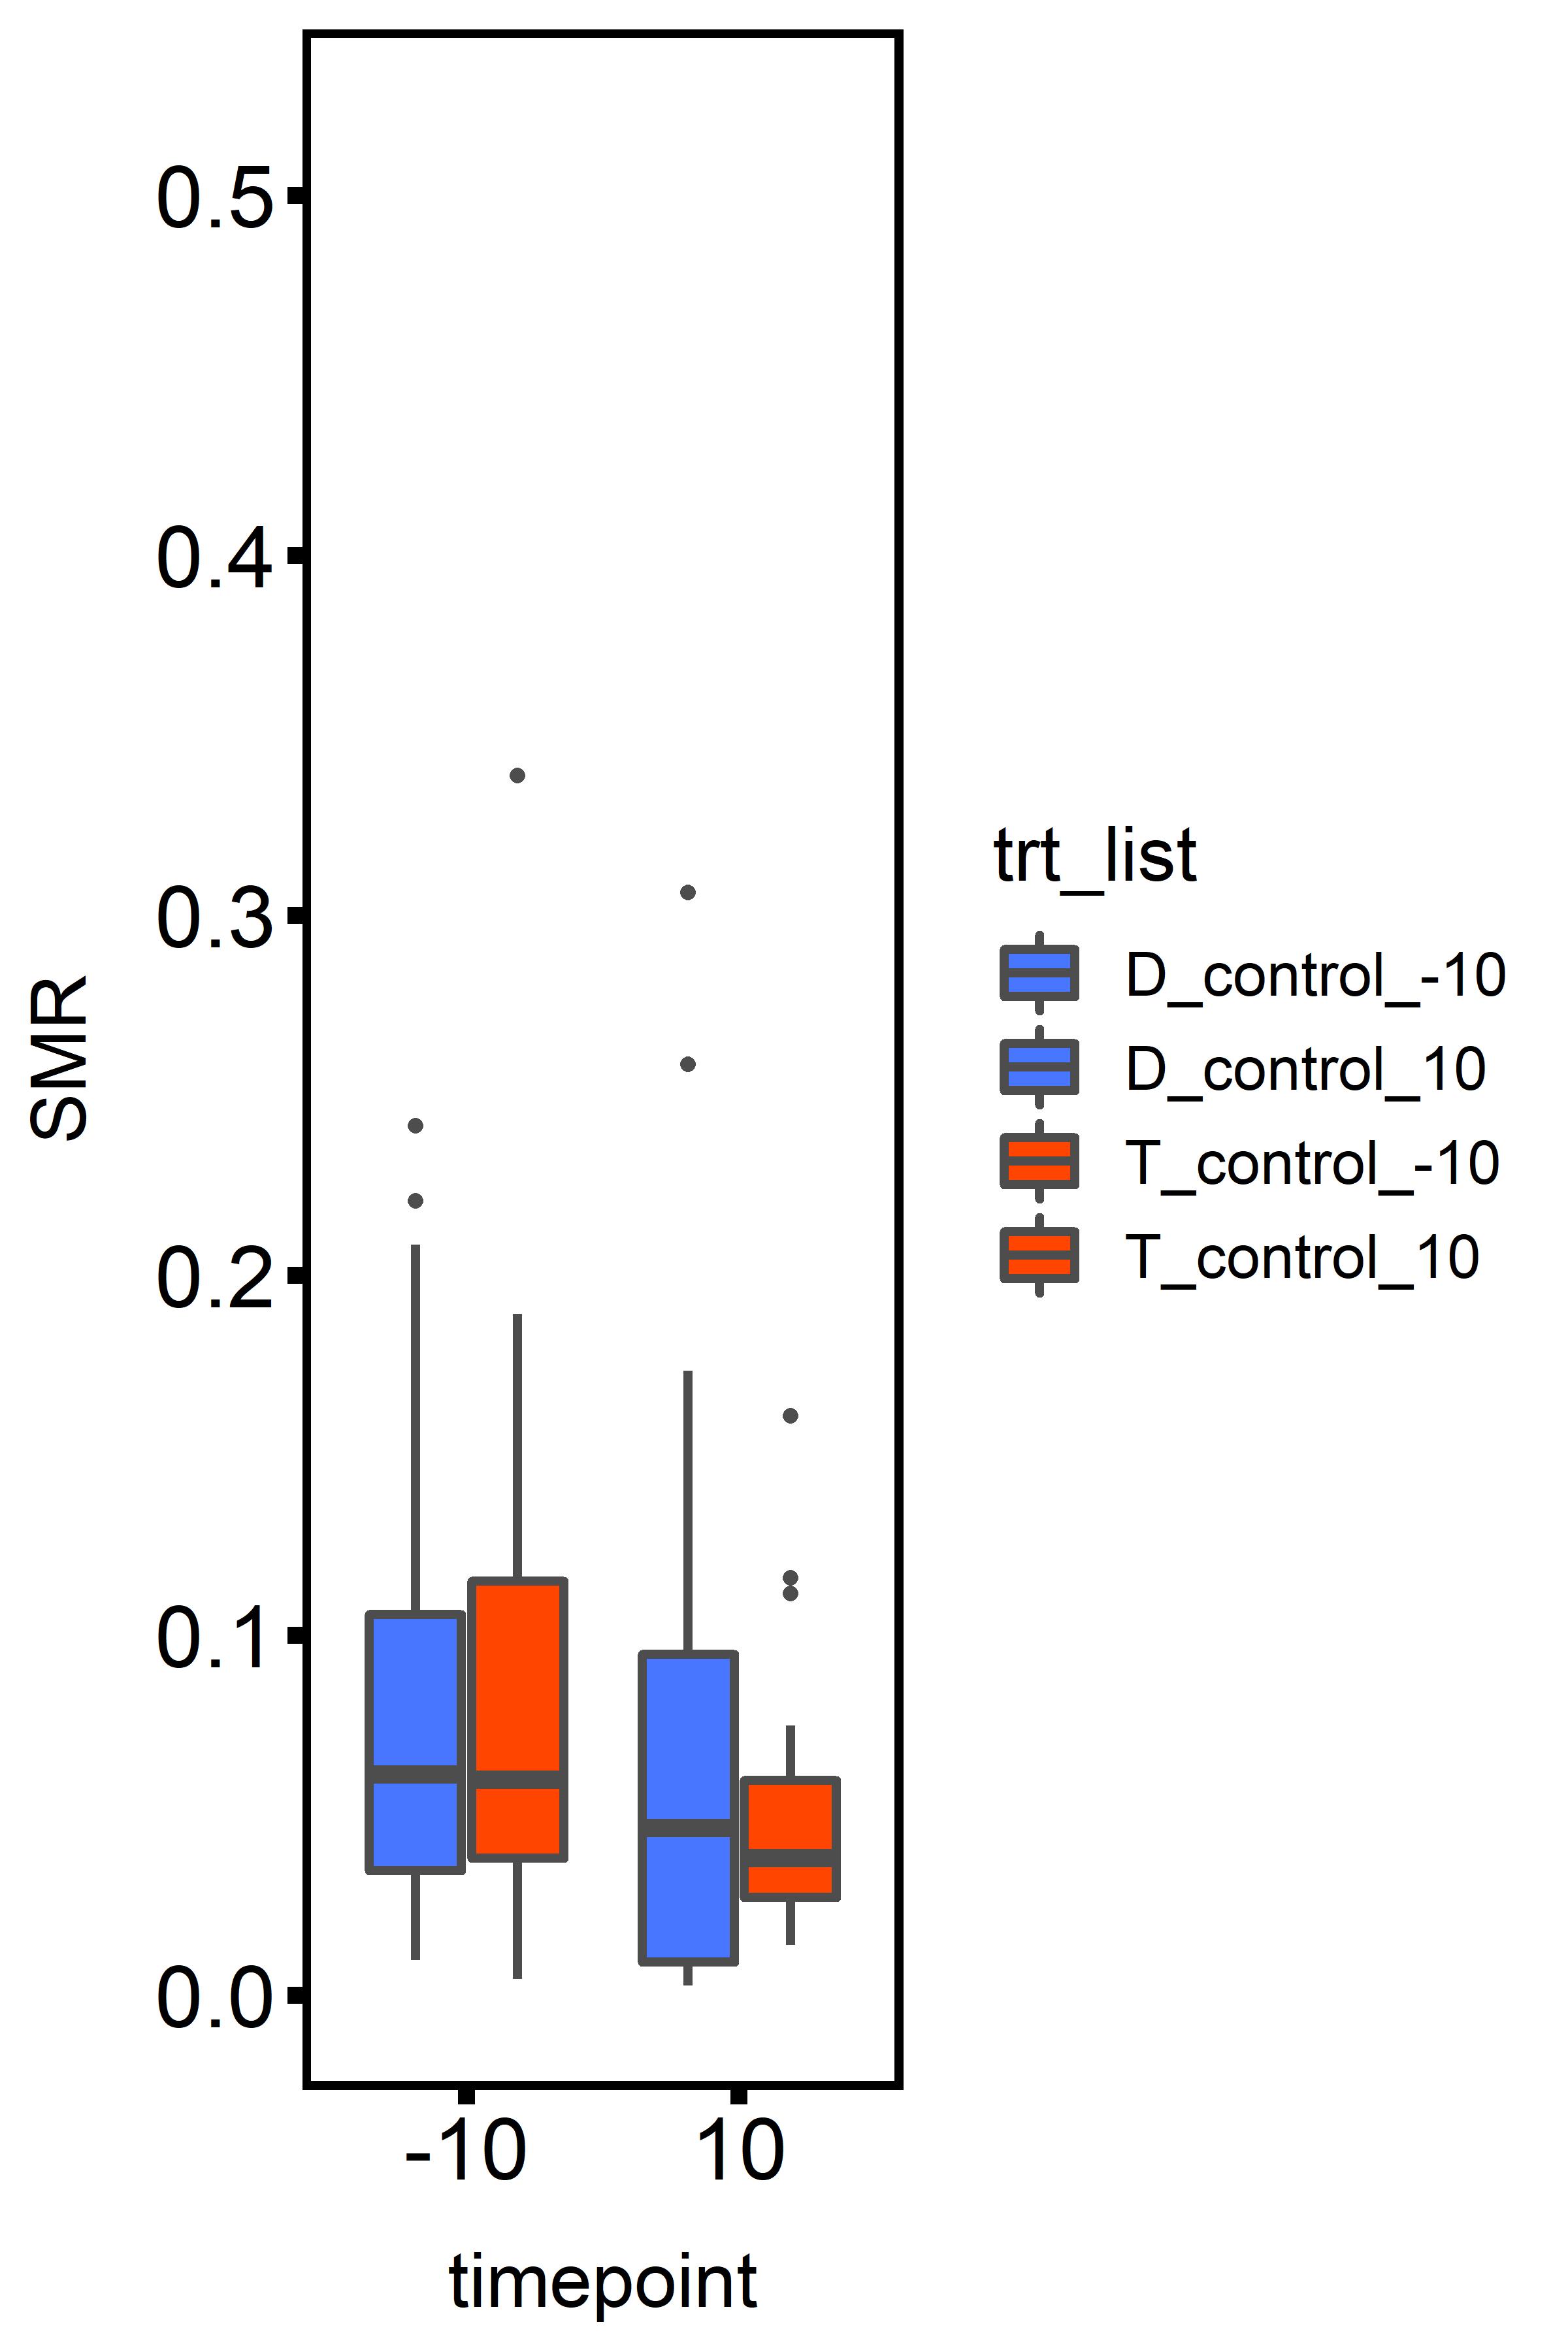 SMR
0.5
0.4
0.3
0.2
0.1
0.0
-10 10
timepoint
trt_list
D_control_-10
D_control_10
T_control_-10
T_control_10